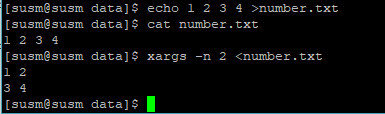 [susm@susm data]$ echo 1 2 3 4 >number.txt
[susm@susm data]$ cat number.txt
1 2 3 4
[susm@susm data]$ xargs -n 2 <number.txt
1 2
3 4
[susm@susm data]$